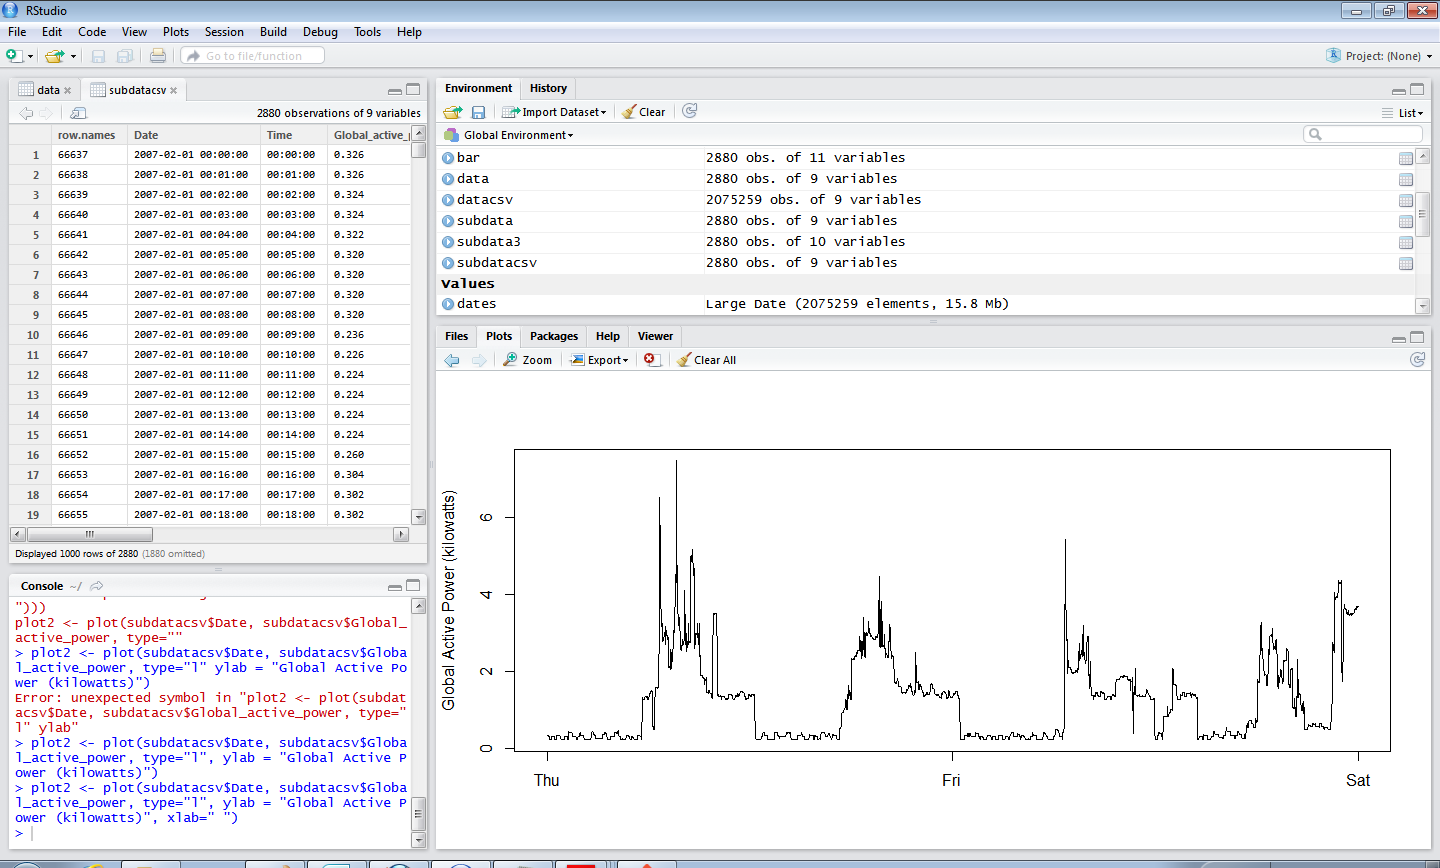 RStudio
File Edit Code View Plots Session Build Debug Tools Help
Go to file/function
Project: (None)
data
subdatacsv
2880 observations of 9 variables
row.names Date Time Global_active_p
1 66637 2007-02-01 00:00:00 00:00:00 0.326
2 66638 2007-02-01 00:01:00 00:01:00 0.326
3 66639 2007-02-01 00:02:00 00:02:00 0.324
4 66640 2007-02-01 00:03:00 00:03:00 0.324
5 66641 2007-02-01 00:04:00 00:04:00 0.322
6 66642 2007-02-01 00:05:00 00:05:00 0.320
7 66643 2007-02-01 00:06:00 00:06:00 0.320
8 66644 2007-02-01 00:07:00 00:07:00 0.320
9 66645 2007-02-01 00:08:00 00:08:00 0.320
10 66646 2007-02-01 00:09:00 00:09:00 0.236
11 66647 2007-02-01 00:10:00 00:10:00 0.226
12 66648 2007-02-01 00:11:00 00:11:00 0.224
13 66649 2007-02-01 00:12:00 00:12:00 0.224
14 66650 2007-02-01 00:13:00 00:13:00 0.224
15 66651 2007-02-01 00:14:00 00:14:00 0.224
16 66652 2007-02-01 00:15:00 00:15:00 0.260
17 66653 2007-02-01 00:16:00 00:16:00 0.304
18 66654 2007-02-01 00:17:00 00:17:00 0.302
19 66655 2007-02-01 00:18:00 00:18:00 0.302
Displayed 1000 rows of 2880 (1880 omitted)
Console ~/
")))
plot2 <- plot(subdatacsv$Date, subdatacsv$Global_
active_power, type=""
> plot2 <- plot(subdatacsv$Date, subdatacsv$Globa
l_active_power, type="l" ylab = "Global Active Po
wer (kilowatts)")
Error: unexpected symbol in "plot2 <- plot(subdat
acsv$Date, subdatacsv$Global_active_power, type="
l" ylab"
> plot2 <- plot(subdatacsv$Date, subdatacsv$Globa
l_active_power, type="l", ylab = "Global Active P
ower (kilowatts)")
> plot2 <- plot(subdatacsv$Date, subdatacsv$Globa
l_active_power, type="l", ylab = "Global Active P
ower (kilowatts)", xlab=" ")
>
Environment History
Import Dataset Clear
List
Global Environment
bar 2880 obs. of 11 variables
data 2880 obs. of 9 variables
datacsv 2075259 obs. of 9 variables
subdata 2880 obs. of 9 variables
subdata3 2880 obs. of 10 variables
subdatacsv 2880 obs. of 9 variables
Values
dates Large Date (2075259 elements, 15.8 Mb)
Files Plots Packages Help Viewer
Zoom Export Clear All
Global Active Power (kilowatts)
6
4
2
0
Thu Fri Sat